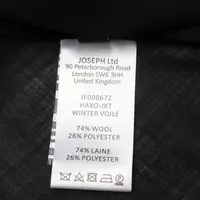 JOSEPH Ltd
90 Peterborough Road
London SW6 3HH
United Kingdom
JF008672
HAXO-JKT
WINTER VOILE
74% WOOL
26% POLYESTER
74% LAINE
26% POLYESTER